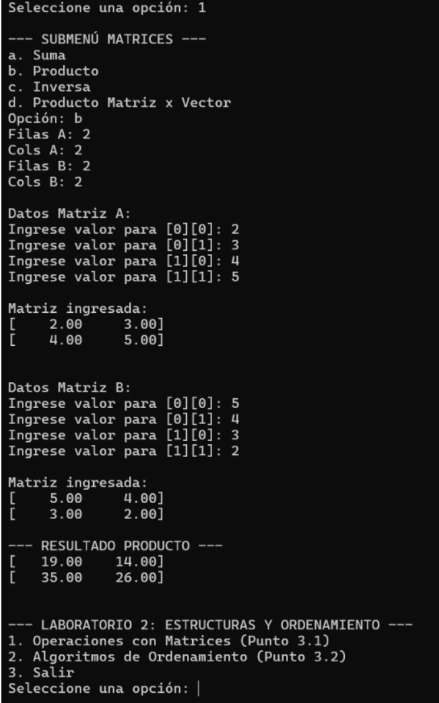 Seleccione una opción: 1
--- SUBMENÚ MATRICES ---
a. Suma
b. Producto
c. Inversa
d. Producto Matriz x Vector
Opción: b
Filas A: 2
Cols A: 2
Filas B: 2
Cols B: 2
Datos Matriz A:
Ingrese valor para [0][0]: 2
Ingrese valor para [0][1]: 3
Ingrese valor para [1][0]: 4
Ingrese valor para [1][1]: 5
Matriz ingresada:
[    2.00     3.00]
[    4.00     5.00]
Datos Matriz B:
Ingrese valor para [0][0]: 5
Ingrese valor para [0][1]: 4
Ingrese valor para [1][0]: 3
Ingrese valor para [1][1]: 2
Matriz ingresada:
[    5.00     4.00]
[    3.00     2.00]
--- RESULTADO PRODUCTO ---
[   19.00    14.00]
[   35.00    26.00]
--- LABORATORIO 2: ESTRUCTURAS Y ORDENAMIENTO ---
1. Operaciones con Matrices (Punto 3.1)
2. Algoritmos de Ordenamiento (Punto 3.2)
3. Salir
Seleccione una opción: